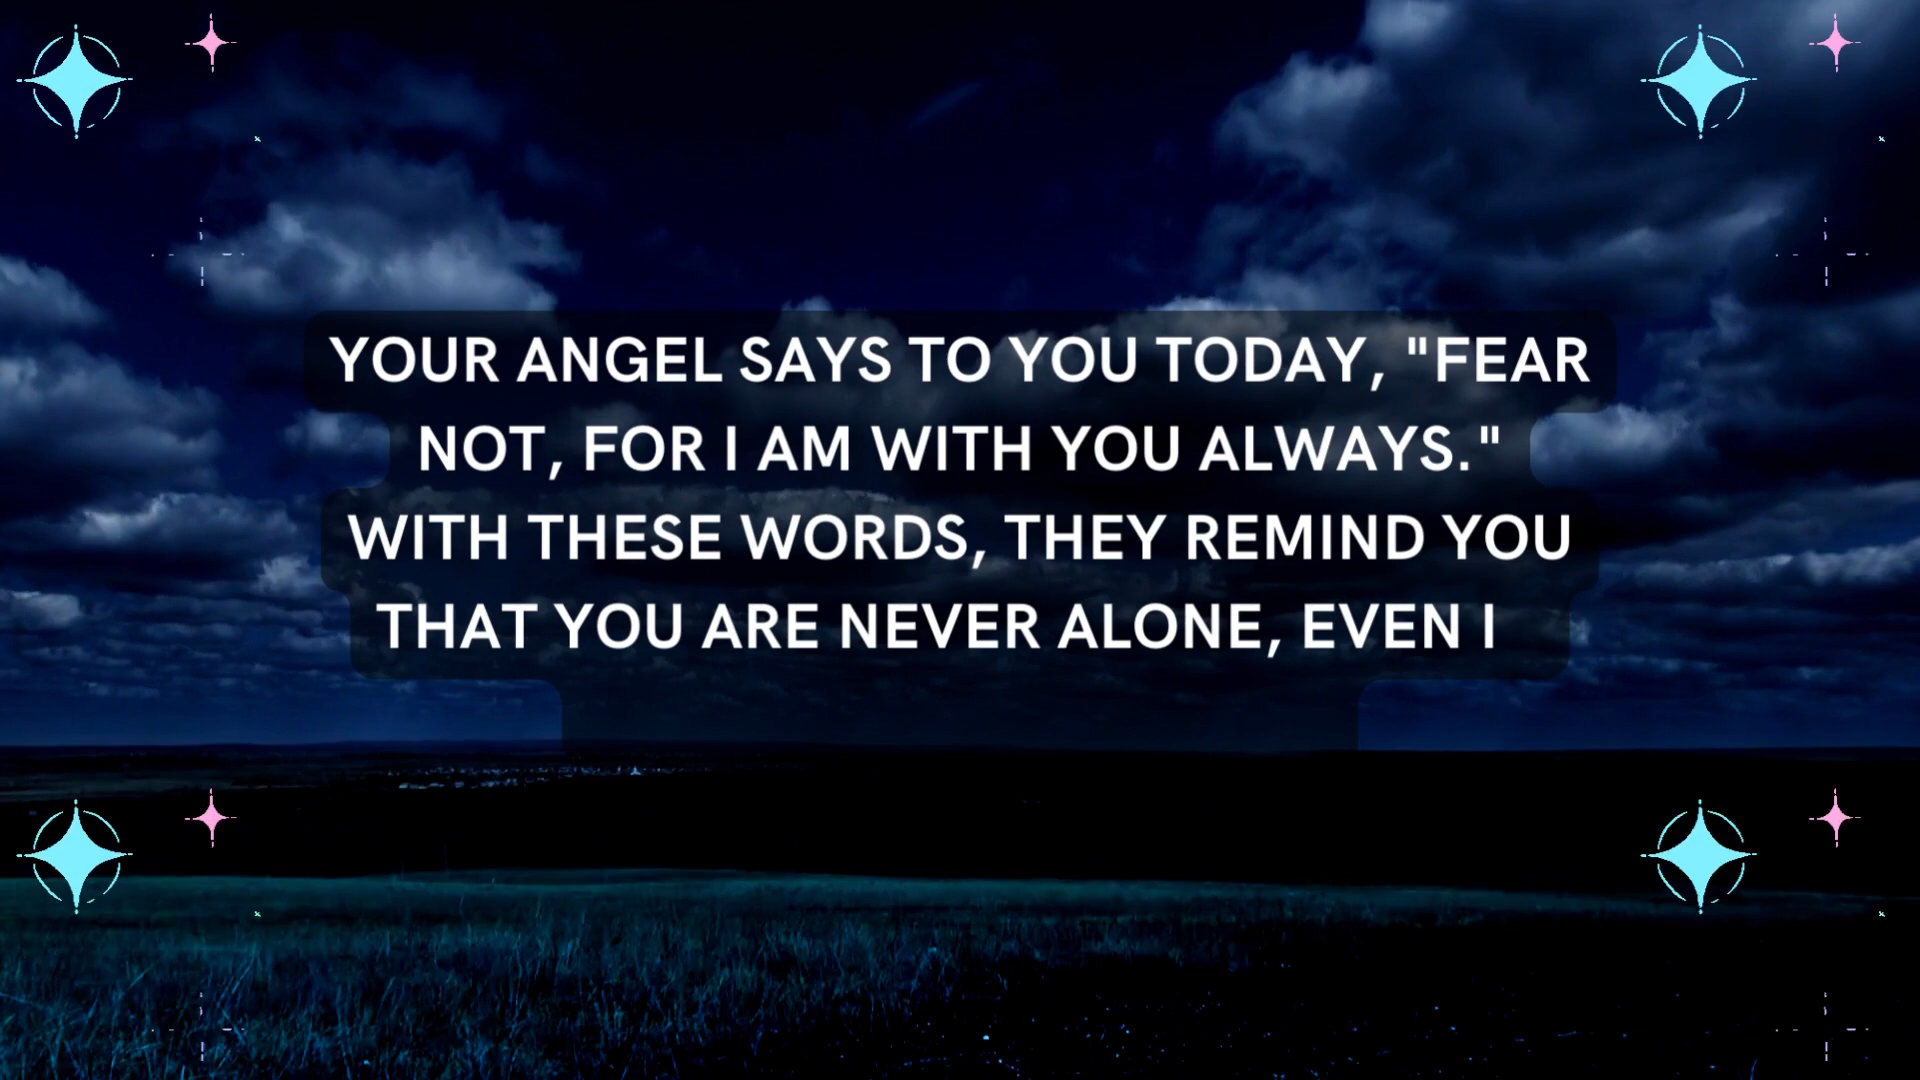 YOUR ANGEL SAYS TO YOU TODAY, "FEAR
NOT, FOR I AM WITH YOU ALWAYS."
WITH THESE WORDS, THEY REMIND YOU
THAT YOU ARE NEVER ALONE, EVEN I